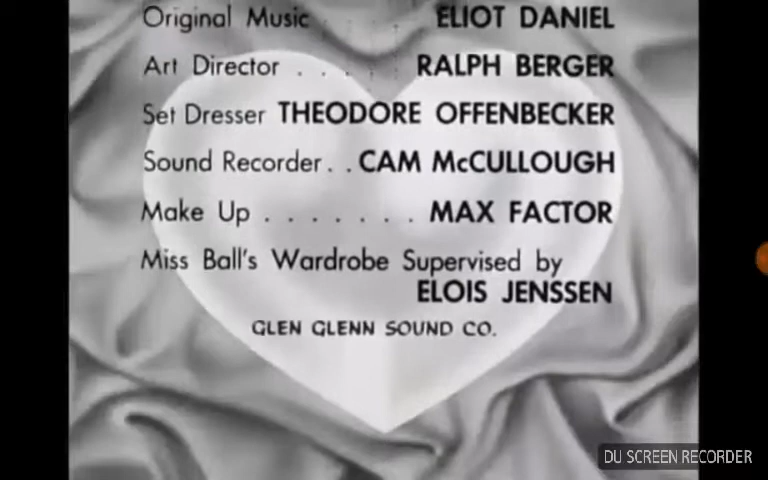 Original Music ELIOT DANIEL
Art Director . . . . RALPH BERGER
Set Dresser THEODORE OFFENBECKER
Sound Recorder. . CAM McCULLOUGH
Make Up . . . . . . . MAX FACTOR
Miss Ball's Wardrobe Supervised by
ELOIS JENSSEN
GLEN GLENN SOUND CO.
DU SCREEN RECORDER